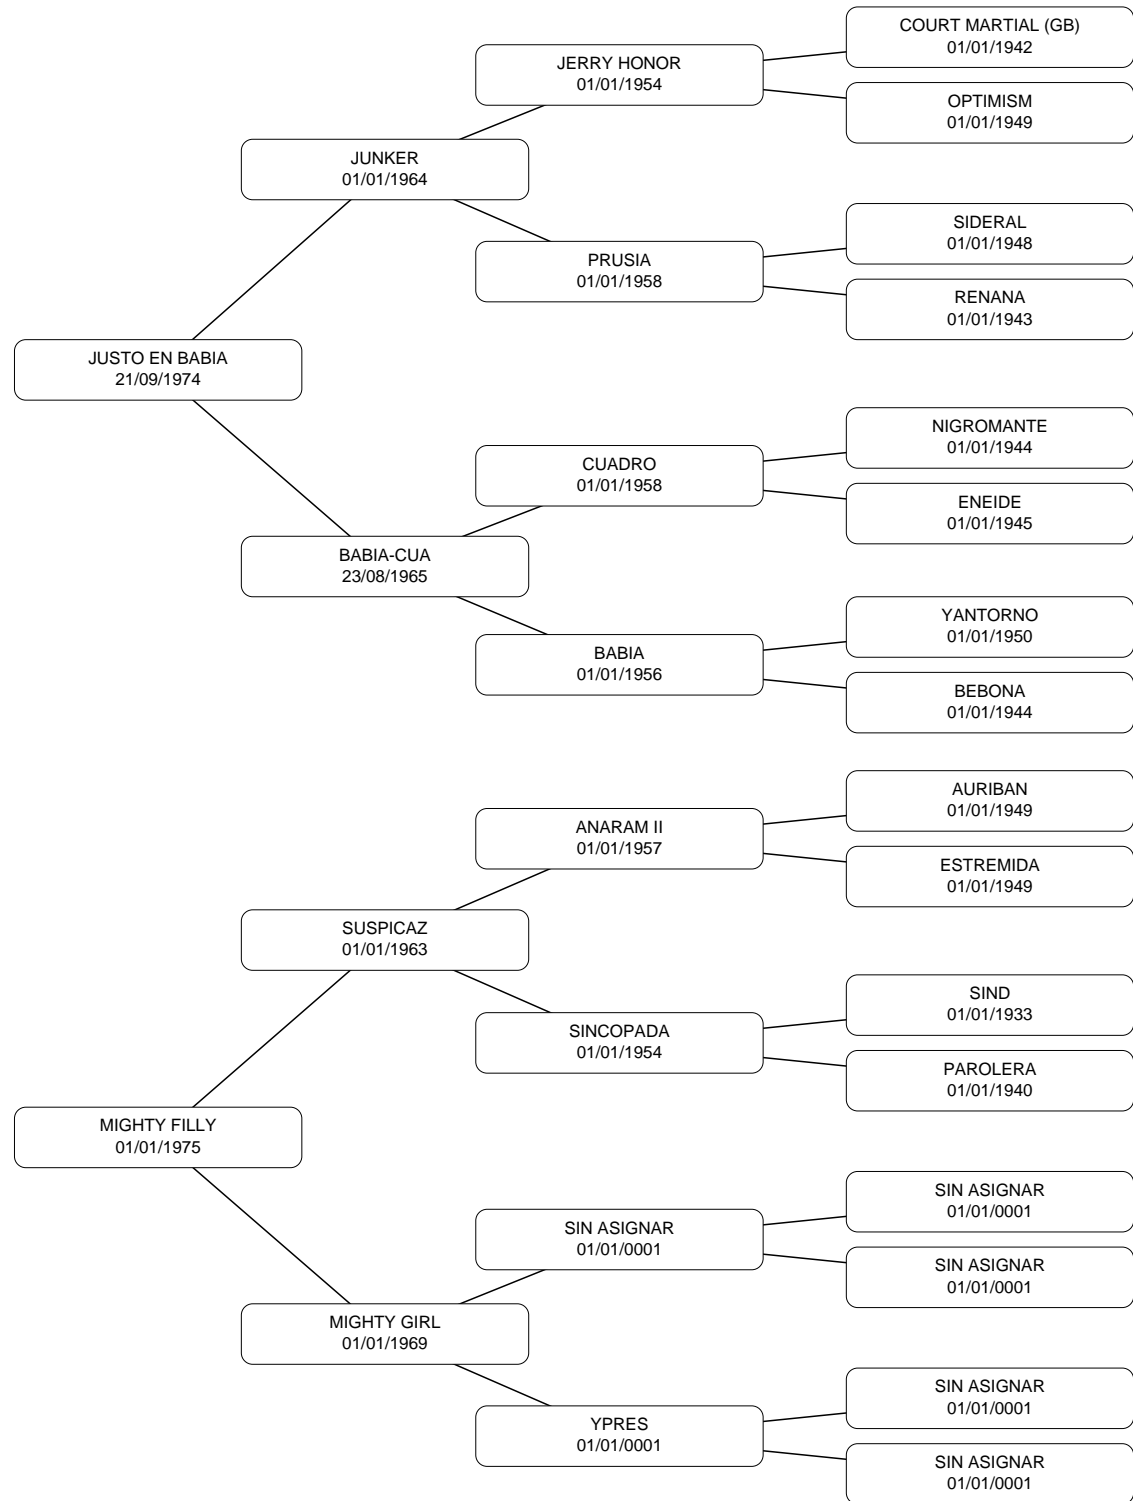 COURT MARTIAL (GB)
01/01/1942
JERRY HONOR
01/01/1954
OPTIMISM
01/01/1949
JUNKER
01/01/1964
SIDERAL
01/01/1948
PRUSIA
01/01/1958
RENANA
01/01/1943
JUSTO EN BABIA
21/09/1974
NIGROMANTE
01/01/1944
CUADRO
01/01/1958
ENEIDE
01/01/1945
BABIA-CUA
23/08/1965
YANTORNO
01/01/1950
BABIA
01/01/1956
BEBONA
01/01/1944
AURIBAN
01/01/1949
ANARAM II
01/01/1957
ESTREMIDA
01/01/1949
SUSPICAZ
01/01/1963
SIND
01/01/1933
SINCOPADA
01/01/1954
PAROLERA
01/01/1940
MIGHTY FILLY
01/01/1975
SIN ASIGNAR
01/01/0001
SIN ASIGNAR
01/01/0001
SIN ASIGNAR
01/01/0001
MIGHTY GIRL
01/01/1969
SIN ASIGNAR
01/01/0001
YPRES
01/01/0001
SIN ASIGNAR
01/01/0001